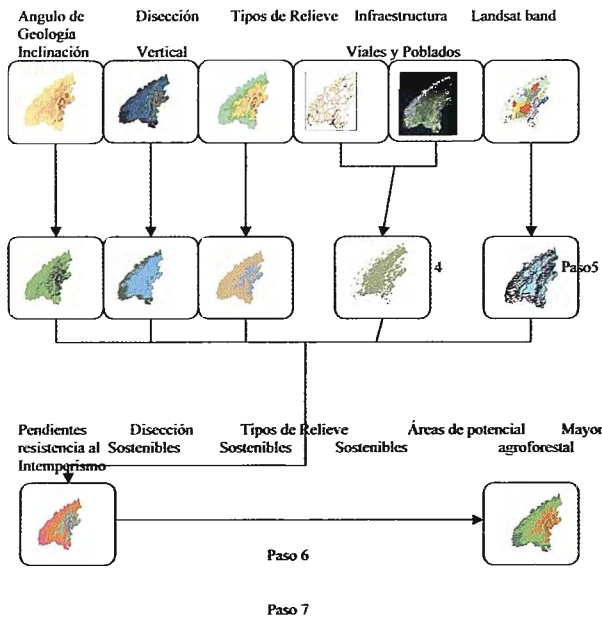 Angulo de Disección Tipos de Relieve Infraestructura Landsat band
Geología
Inclinación Vertical Viales y Poblados
4 Paso5
Pendientes Disección Tipos de Relieve Áreas de potencial Mayor
resistencia al Sostenibles Sostenibles Sostenibles agroforestal
Intemperismo
Paso 6
Paso 7